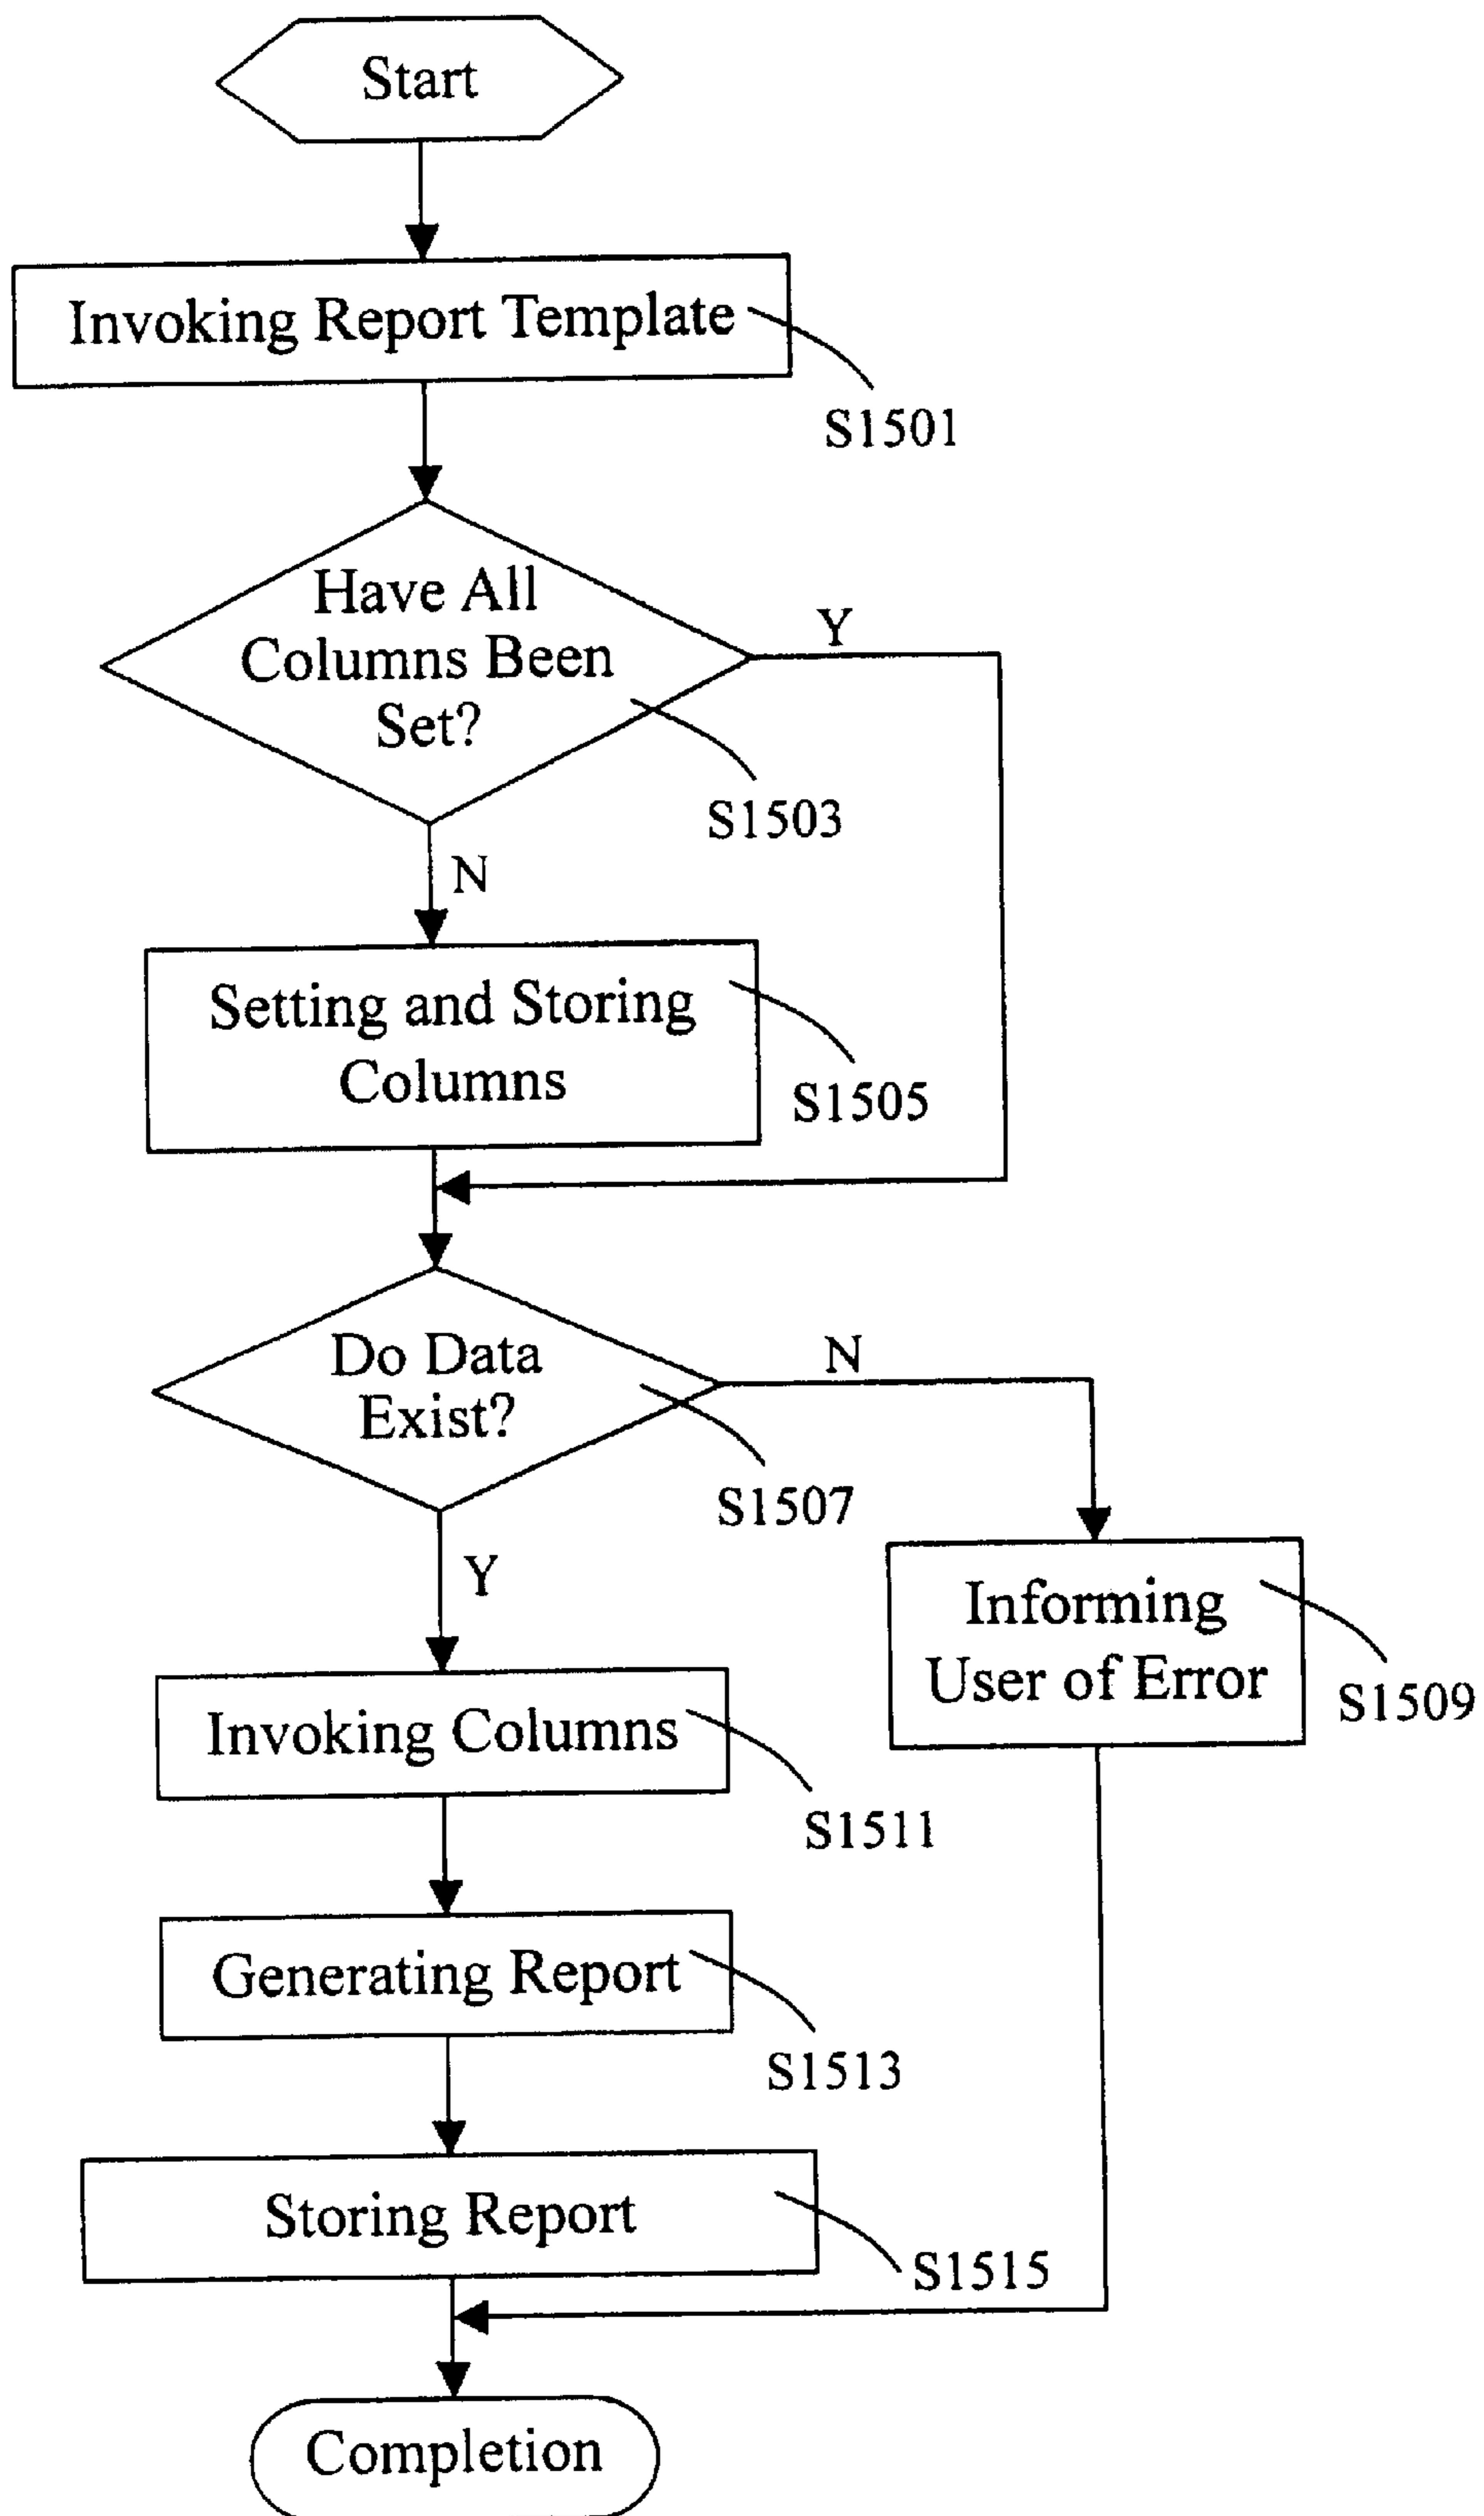 Start
Invoking Report Template
S1501
Have All
Columns Been
Set?
Y
S1503
N
Setting and Storing
Columns
S1505
Do Data
Exist?
N
S1507
Y
Informing
User of Error
S1509
Invoking Columns
S1511
Generating Report
S1513
Storing Report
S1515
Completion